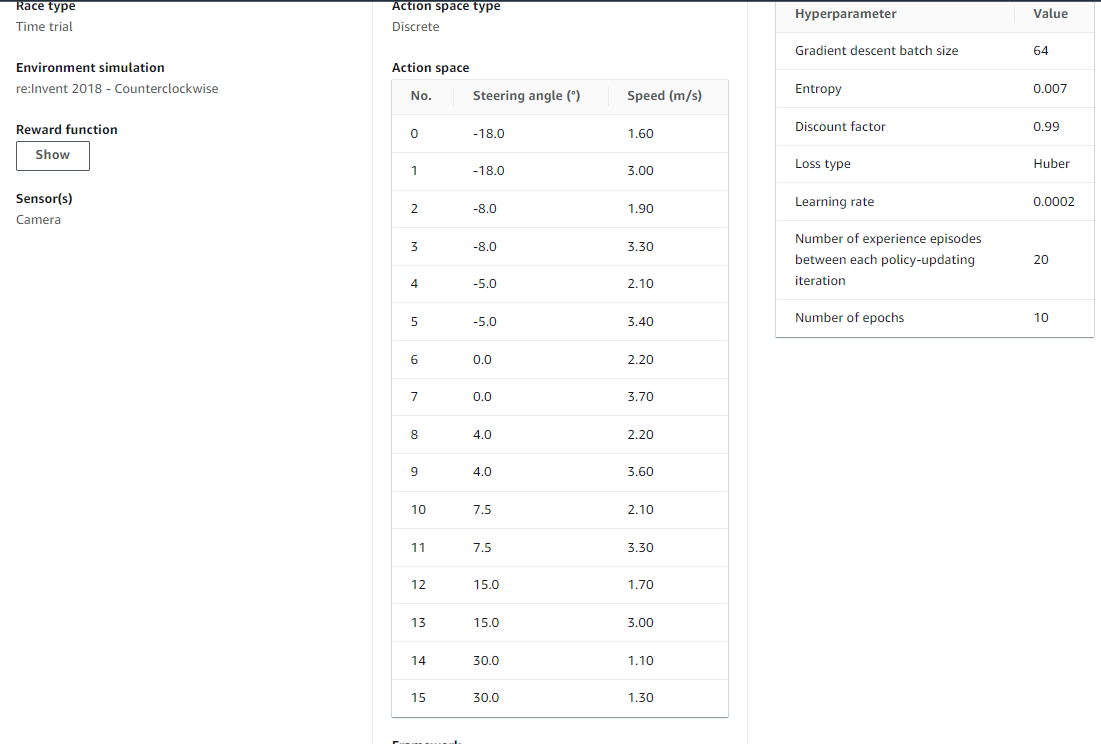 Race type
Time trial
Environment simulation
re:Invent 2018 - Counterclockwise
Reward function
Show
Sensor(s)
Camera
Action space type
Discrete
Action space
No. Steering angle (°) Speed (m/s)
0 -18.0 1.60
1 -18.0 3.00
2 -8.0 1.90
3 -8.0 3.30
4 -5.0 2.10
5 -5.0 3.40
6 0.0 2.20
7 0.0 3.70
8 4.0 2.20
9 4.0 3.60
10 7.5 2.10
11 7.5 3.30
12 15.0 1.70
13 15.0 3.00
14 30.0 1.10
15 30.0 1.30
Framework
Hyperparameter Value
Gradient descent batch size 64
Entropy 0.007
Discount factor 0.99
Loss type Huber
Learning rate 0.0002
Number of experience episodes
between each policy-updating 20
iteration
Number of epochs 10